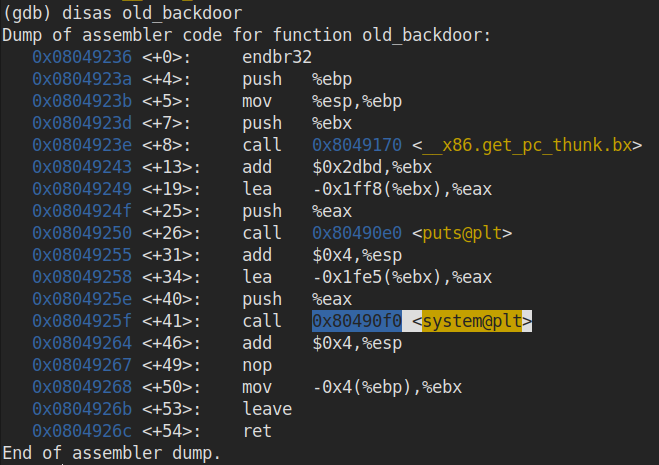 (gdb) disas old_backdoor
Dump of assembler code for function old_backdoor:
   0x08049236 <+0>:	endbr32
   0x0804923a <+4>:	push   %ebp
   0x0804923b <+5>:	mov    %esp,%ebp
   0x0804923d <+7>:	push   %ebx
   0x0804923e <+8>:	call   0x8049170 <__x86.get_pc_thunk.bx>
   0x08049243 <+13>:	add    $0x2dbd,%ebx
   0x08049249 <+19>:	lea    -0x1ff8(%ebx),%eax
   0x0804924f <+25>:	push   %eax
   0x08049250 <+26>:	call   0x80490e0 <puts@plt>
   0x08049255 <+31>:	add    $0x4,%esp
   0x08049258 <+34>:	lea    -0x1fe5(%ebx),%eax
   0x0804925e <+40>:	push   %eax
   0x0804925f <+41>:	call   0x80490f0 <system@plt>
   0x08049264 <+46>:	add    $0x4,%esp
   0x08049267 <+49>:	nop
   0x08049268 <+50>:	mov    -0x4(%ebp),%ebx
   0x0804926b <+53>:	leave
   0x0804926c <+54>:	ret
End of assembler dump.